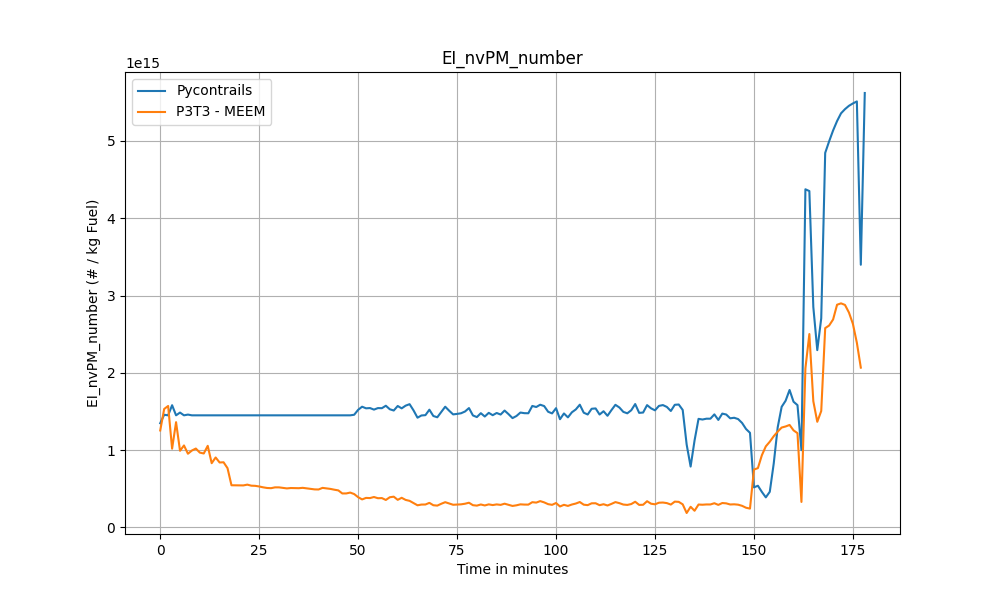 EI_nvPM_number
1e15
Pycontrails
P3T3 - MEEM
EI_nvPM_number (# / kg Fuel)
5
4
3
2
1
0
0 25 50 75 100 125 150 175
Time in minutes